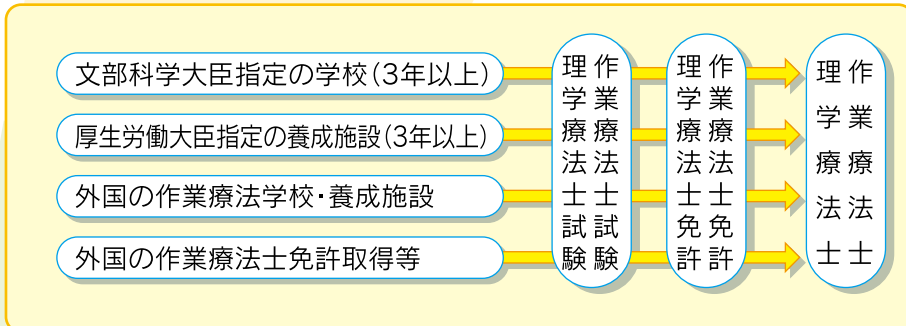 文部科学大臣指定の学校(3年以上)
厚生労働大臣指定の養成施設(3年以上)
外国の作業療法学校・養成施設
外国の作業療法士免許取得等
作業療法士試験
理学療法士試験
作業療法士免許
理学療法士免許
作業療法士
理学療法士